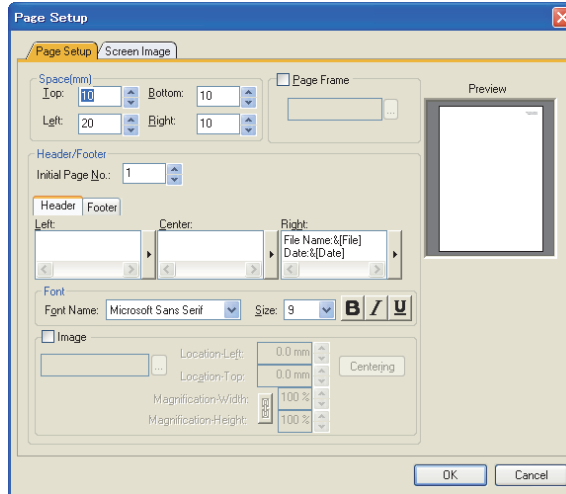 Page Setup
Page Setup Screen Image
Space(mm)
Top: 10 Bottom: 10
Left: 20 Right: 10
Page Frame
...
Preview
Header/Footer
Initial Page No.: 1
Header Footer
Left: Center: Right:
File Name:&[File]
Date:&[Date]
Font
Font Name: Microsoft Sans Serif Size: 9 B I U
Image
... Location-Left: 0.0 mm
Location-Top: 0.0 mm Centering
Magnification-Width: 100 %
Magnification-Height: 100 %
OK Cancel